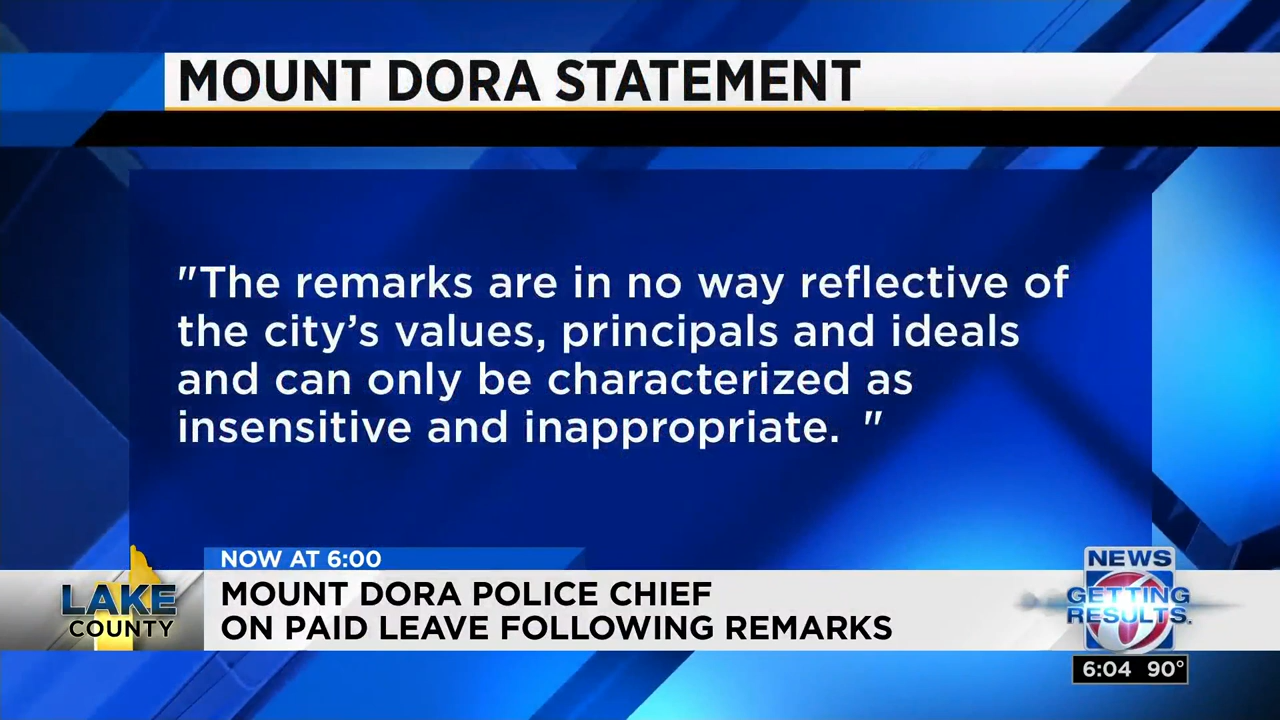 MOUNT DORA STATEMENT
"The remarks are in no way reflective of
the city’s values, principals and ideals
and can only be characterized as
insensitive and inappropriate.  "
NOW AT 6:00
MOUNT DORA POLICE CHIEF
ON PAID LEAVE FOLLOWING REMARKS
LAKE
COUNTY
NEWS
6
GETTING
RESULTS.
6:04 90°